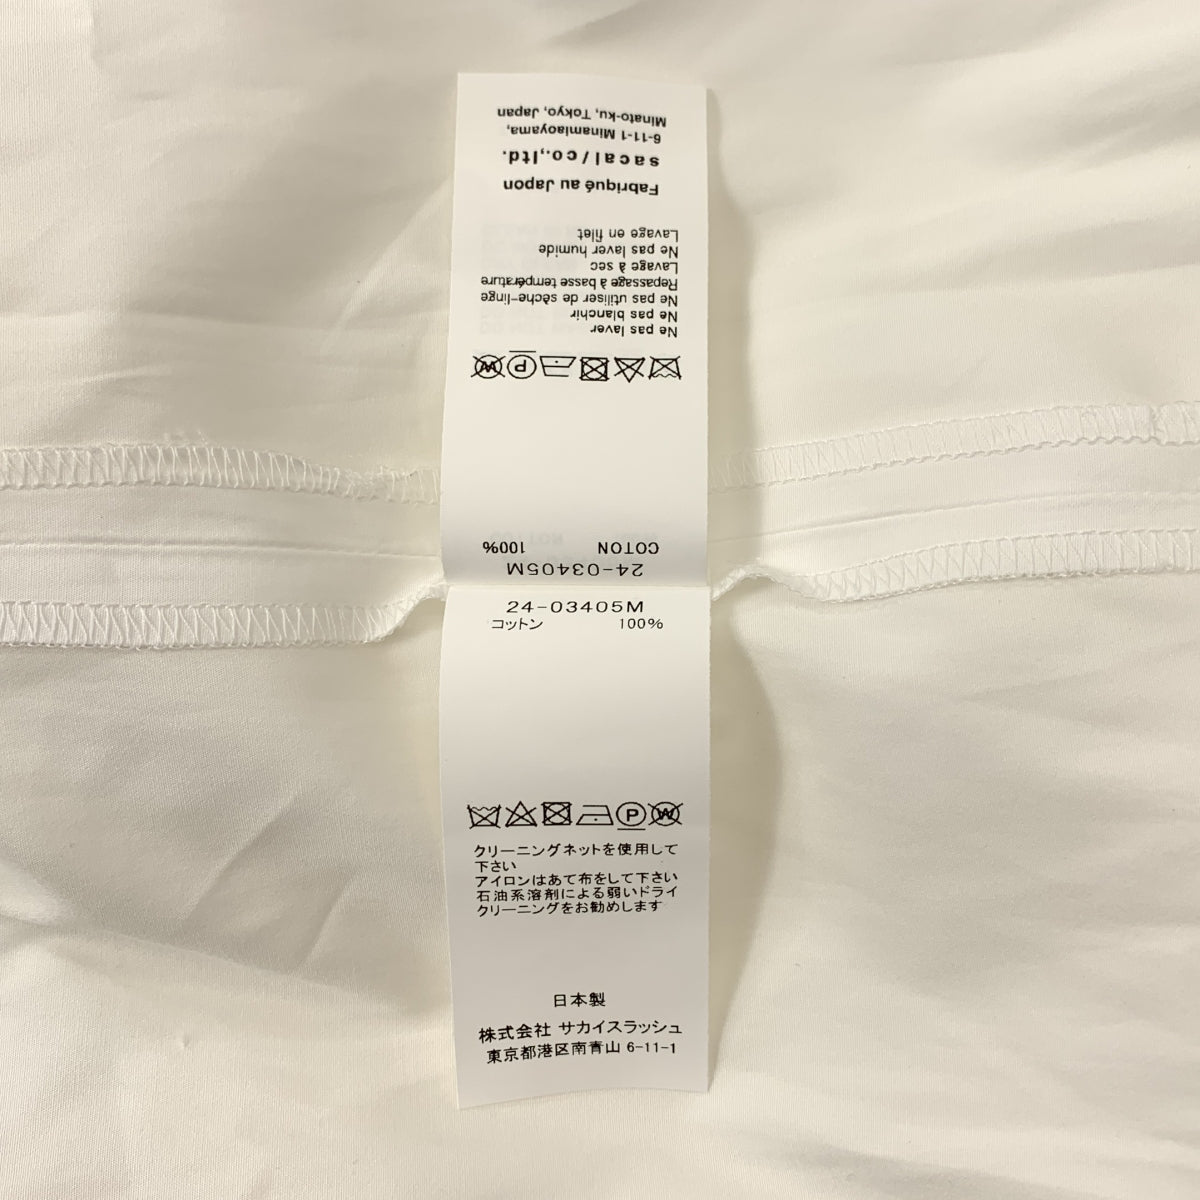 Minato-ku, Tokyo, Japan
6-11-1 Minamiaoyama,
sacai/co.,ltd.
Fabriqué au Japon
Lavage en filet
Ne pas laver humide
Lavage à sec
Repassage à basse température
Ne pas utiliser de sèche-linge
Ne pas blanchir
Ne pas laver
W P
COTON 100%
24-03405M
24-03405M
コットン 100%
P W
クリーニングネットを使用して
下さい
アイロンはあて布をして下さい
石油系溶剤による弱いドライ
クリーニングをお勧めします
日本製
株式会社 サカイスラッシュ
東京都港区南青山 6-11-1